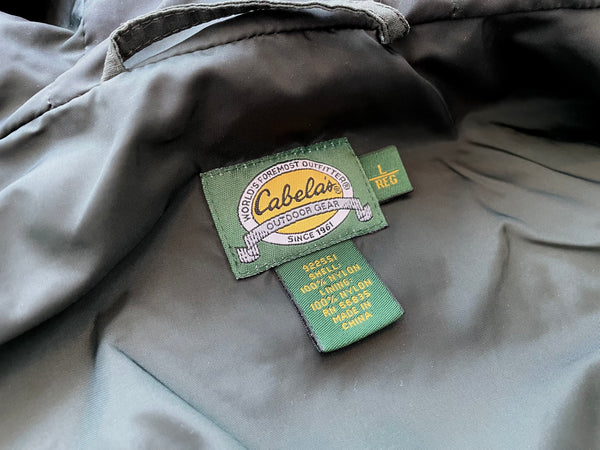 WORLD'S FOREMOST OUTFITTER®
Cabela's®
OUTDOOR GEAR
SINCE 1961
L
REG
922551
SHELL:
100% NYLON
LINING:
100% NYLON
RN 56835
MADE IN
CHINA